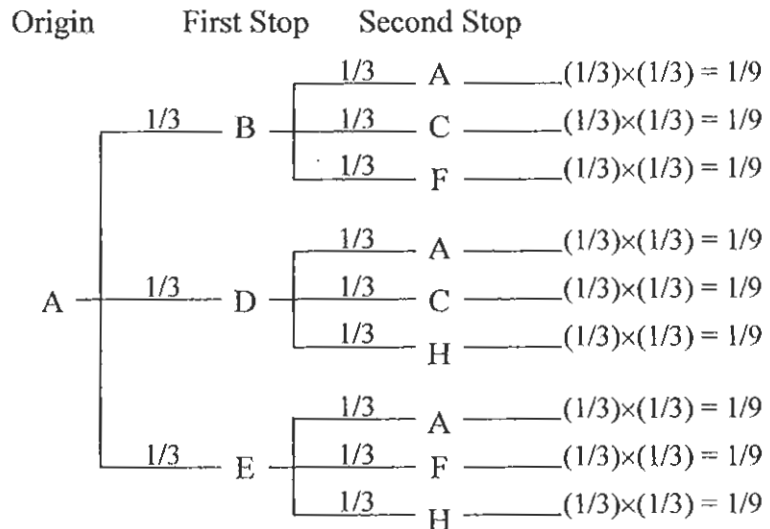 Origin First Stop Second Stop
1/3 A (1/3)×(1/3) = 1/9
1/3 B 1/3 C (1/3)×(1/3) = 1/9
1/3 F (1/3)×(1/3) = 1/9
1/3 A (1/3)×(1/3) = 1/9
A 1/3 D 1/3 C (1/3)×(1/3) = 1/9
1/3 H (1/3)×(1/3) = 1/9
1/3 A (1/3)×(1/3) = 1/9
1/3 E 1/3 F (1/3)×(1/3) = 1/9
1/3 H (1/3)×(1/3) = 1/9